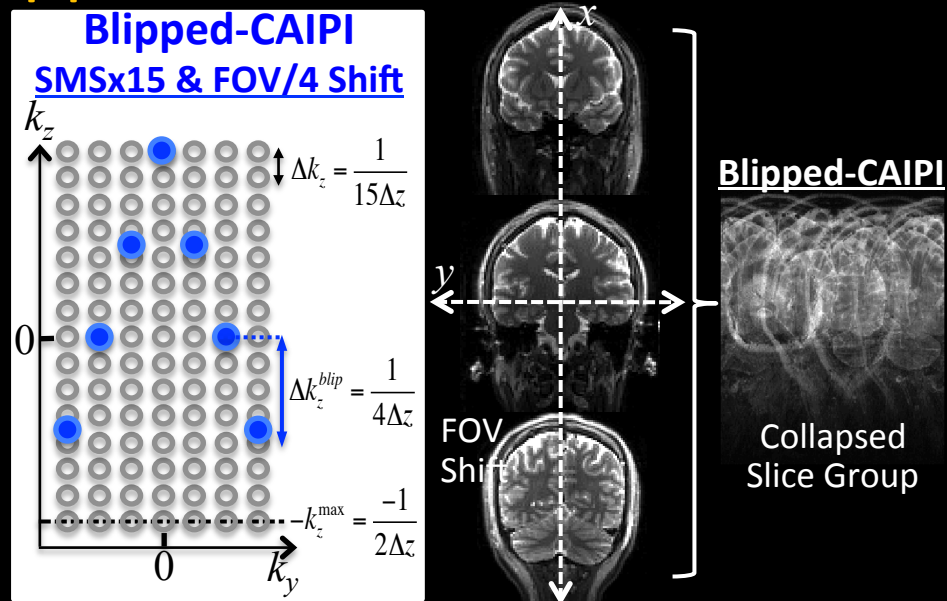 Blipped-CAIPI
SMSx15 & FOV/4 Shift
k_z
Δk_z = 1/(15Δz)
0
Δk_z^blip = 1/(4Δz)
-k_z^max = -1/(2Δz)
0
k_y
x
y
FOV
Shift
Blipped-CAIPI
Collapsed
Slice Group